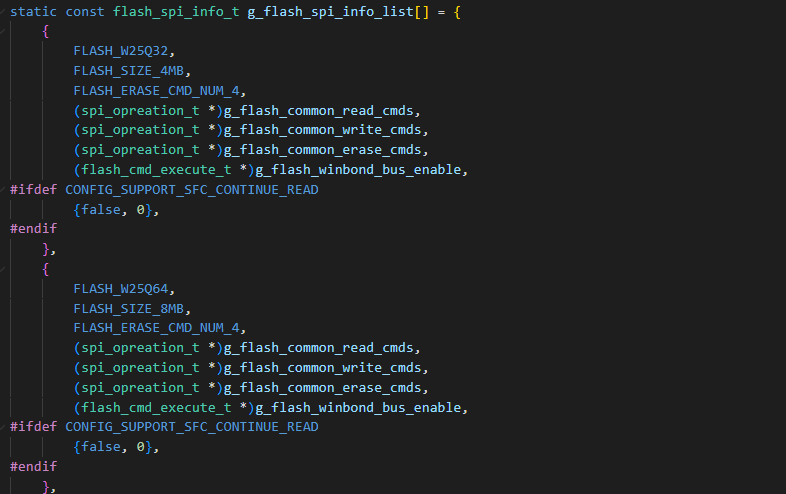 static const flash_spi_info_t g_flash_spi_info_list[] = {
    {
        FLASH_W25Q32,
        FLASH_SIZE_4MB,
        FLASH_ERASE_CMD_NUM_4,
        (spi_opreation_t *)g_flash_common_read_cmds,
        (spi_opreation_t *)g_flash_common_write_cmds,
        (spi_opreation_t *)g_flash_common_erase_cmds,
        (flash_cmd_execute_t *)g_flash_winbond_bus_enable,
#ifdef CONFIG_SUPPORT_SFC_CONTINUE_READ
        {false, 0},
#endif
    },
    {
        FLASH_W25Q64,
        FLASH_SIZE_8MB,
        FLASH_ERASE_CMD_NUM_4,
        (spi_opreation_t *)g_flash_common_read_cmds,
        (spi_opreation_t *)g_flash_common_write_cmds,
        (spi_opreation_t *)g_flash_common_erase_cmds,
        (flash_cmd_execute_t *)g_flash_winbond_bus_enable,
#ifdef CONFIG_SUPPORT_SFC_CONTINUE_READ
        {false, 0},
#endif
    },